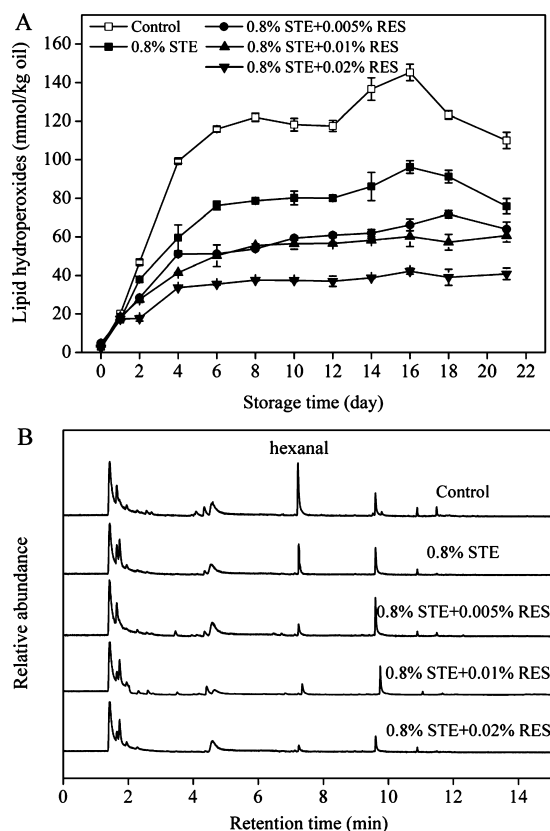 A
Control
0.8% STE
0.8% STE+0.005% RES
0.8% STE+0.01% RES
0.8% STE+0.02% RES
Lipid hydroperoxides (mmol/kg oil)
160
140
120
100
80
60
40
20
0
0 2 4 6 8 10 12 14 16 18 20 22
Storage time (day)
B
hexanal
Control
0.8% STE
0.8% STE+0.005% RES
0.8% STE+0.01% RES
0.8% STE+0.02% RES
Relative abundance
0 2 4 6 8 10 12 14
Retention time (min)